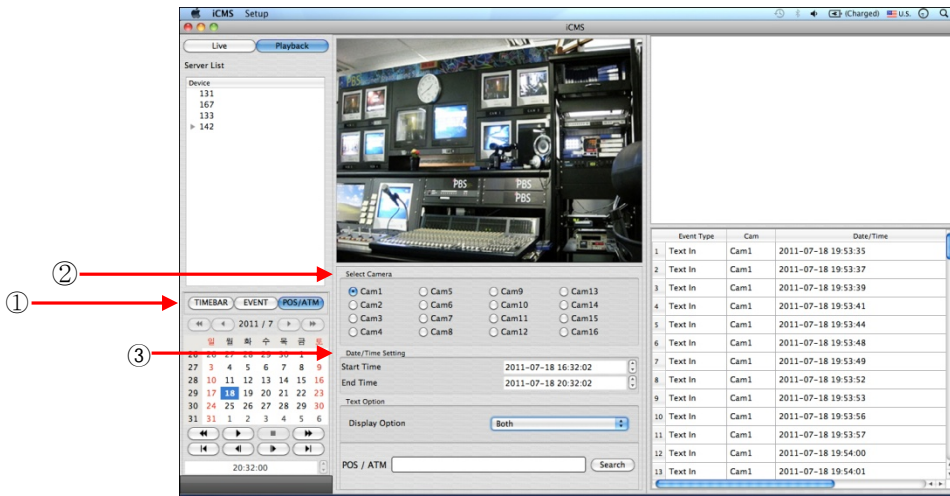 iCMS Setup (Charged) U.S.
iCMS
Live Playback
Server List
Device
131
167
133
142
PBS PBS
PBS
②
Select Camera
Cam1 Cam5 Cam9 Cam13
Cam2 Cam6 Cam10 Cam14
Cam3 Cam7 Cam11 Cam15
Cam4 Cam8 Cam12 Cam16
①
TIMEBAR EVENT POS/ATM
2011 / 7
일 월 화 수 목 금 토
26 26 27 28 29 30 1 2
27 3 4 5 6 7 8 9
28 10 11 12 13 14 15 16
29 17 18 19 20 21 22 23
30 24 25 26 27 28 29 30
31 31 1 2 3 4 5 6
20:32:00
③
Date/Time Setting
Start Time 2011-07-18 16:32:02
End Time 2011-07-18 20:32:02
Text Option
Display Option Both
POS / ATM Search
Event Type Cam Date/Time
1 Text In Cam1 2011-07-18 19:53:35
2 Text In Cam1 2011-07-18 19:53:37
3 Text In Cam1 2011-07-18 19:53:39
4 Text In Cam1 2011-07-18 19:53:41
5 Text In Cam1 2011-07-18 19:53:44
6 Text In Cam1 2011-07-18 19:53:48
7 Text In Cam1 2011-07-18 19:53:49
8 Text In Cam1 2011-07-18 19:53:52
9 Text In Cam1 2011-07-18 19:53:53
10 Text In Cam1 2011-07-18 19:53:56
11 Text In Cam1 2011-07-18 19:53:57
12 Text In Cam1 2011-07-18 19:54:00
13 Text In Cam1 2011-07-18 19:54:01